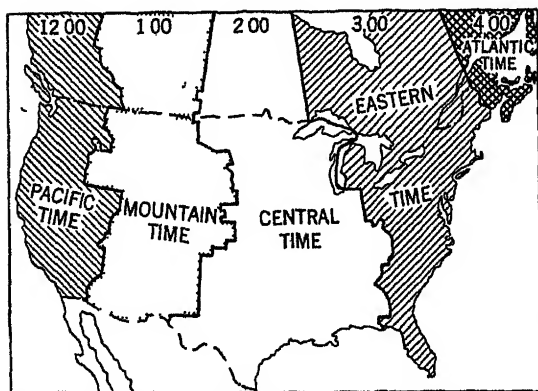 12 00 1 00 2 00 3.00 4 00
ATLANTIC
TIME
EASTERN
TIME
PACIFIC
TIME
MOUNTAIN
TIME
CENTRAL
TIME